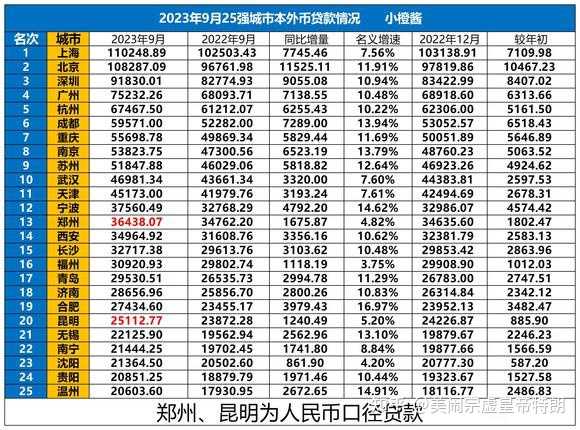 2023年9月25强城市本外币贷款情况 小橙酱
名次 城市 2023年9月 2022年9月 同比增量 名义增速 2022年12月 较年初
1 上海 110248.89 102503.43 7745.46 7.56% 103138.91 7109.98
2 北京 108287.09 96761.98 11525.11 11.91% 97819.86 10467.23
3 深圳 91830.01 82774.93 9055.08 10.94% 83422.99 8407.02
4 广州 75232.26 68093.71 7138.55 10.48% 68918.60 6313.66
5 杭州 67467.50 61212.07 6255.43 10.22% 62306.00 5161.50
6 成都 59571.00 52282.00 7289.00 13.94% 53052.57 6518.43
7 重庆 55698.78 49869.34 5829.44 11.69% 50051.89 5646.89
8 南京 53823.75 47300.56 6523.19 13.79% 48760.23 5063.52
9 苏州 51847.88 46029.06 5818.82 12.64% 46923.26 4924.62
10 武汉 46981.34 43661.34 3320.00 7.60% 44383.81 2597.53
11 天津 45173.00 41979.76 3193.24 7.61% 42494.69 2678.31
12 宁波 37560.49 32768.29 4792.20 14.62% 32986.07 4574.42
13 郑州 36438.07 34762.20 1675.87 4.82% 34635.60 1802.47
14 西安 34964.92 31608.76 3356.16 10.62% 32381.79 2583.13
15 长沙 32717.38 29613.76 3103.62 10.48% 29853.42 2863.96
16 福州 30920.93 29802.74 1118.19 3.75% 29908.90 1012.03
17 青岛 29530.51 26535.73 2994.78 11.29% 26783.00 2747.51
18 济南 28656.96 25856.70 2800.26 10.83% 26314.84 2342.12
19 合肥 27434.60 23455.17 3979.43 16.97% 23952.13 3482.47
20 昆明 25112.77 23872.28 1240.49 5.20% 24226.87 885.90
21 无锡 22125.90 19562.94 2562.96 13.10% 19879.67 2246.23
22 南宁 21444.25 19702.45 1741.80 8.84% 19877.66 1566.59
23 沈阳 21364.50 20502.60 861.90 4.20% 20777.30 587.20
24 贵阳 20851.25 18879.79 1971.46 10.44% 19323.67 1527.58
25 温州 20603.60 17930.95 2672.65 14.91% 18116.77 2486.83
郑州、昆明为人民币口径贷款
知乎 @美闹宗虚皇帝特朗